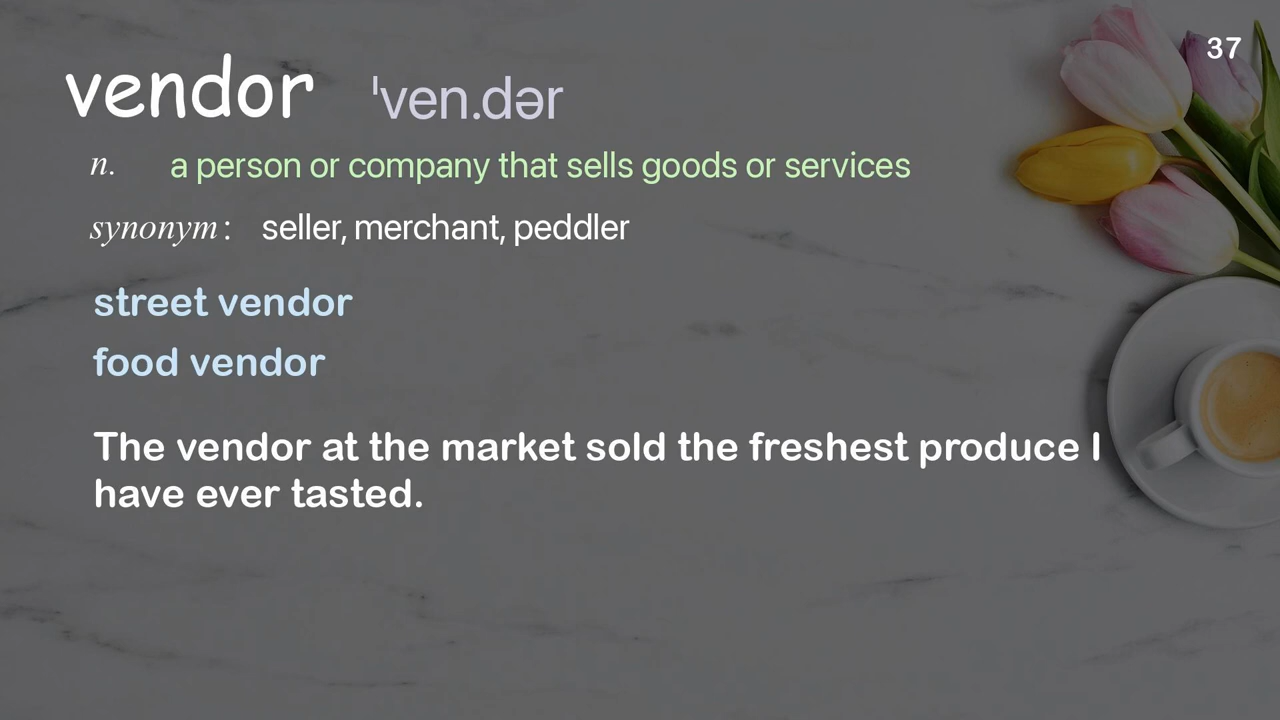 37
vendor ˈven.dər
n. a person or company that sells goods or services
synonym: seller, merchant, peddler
street vendor
food vendor
The vendor at the market sold the freshest produce I
have ever tasted.